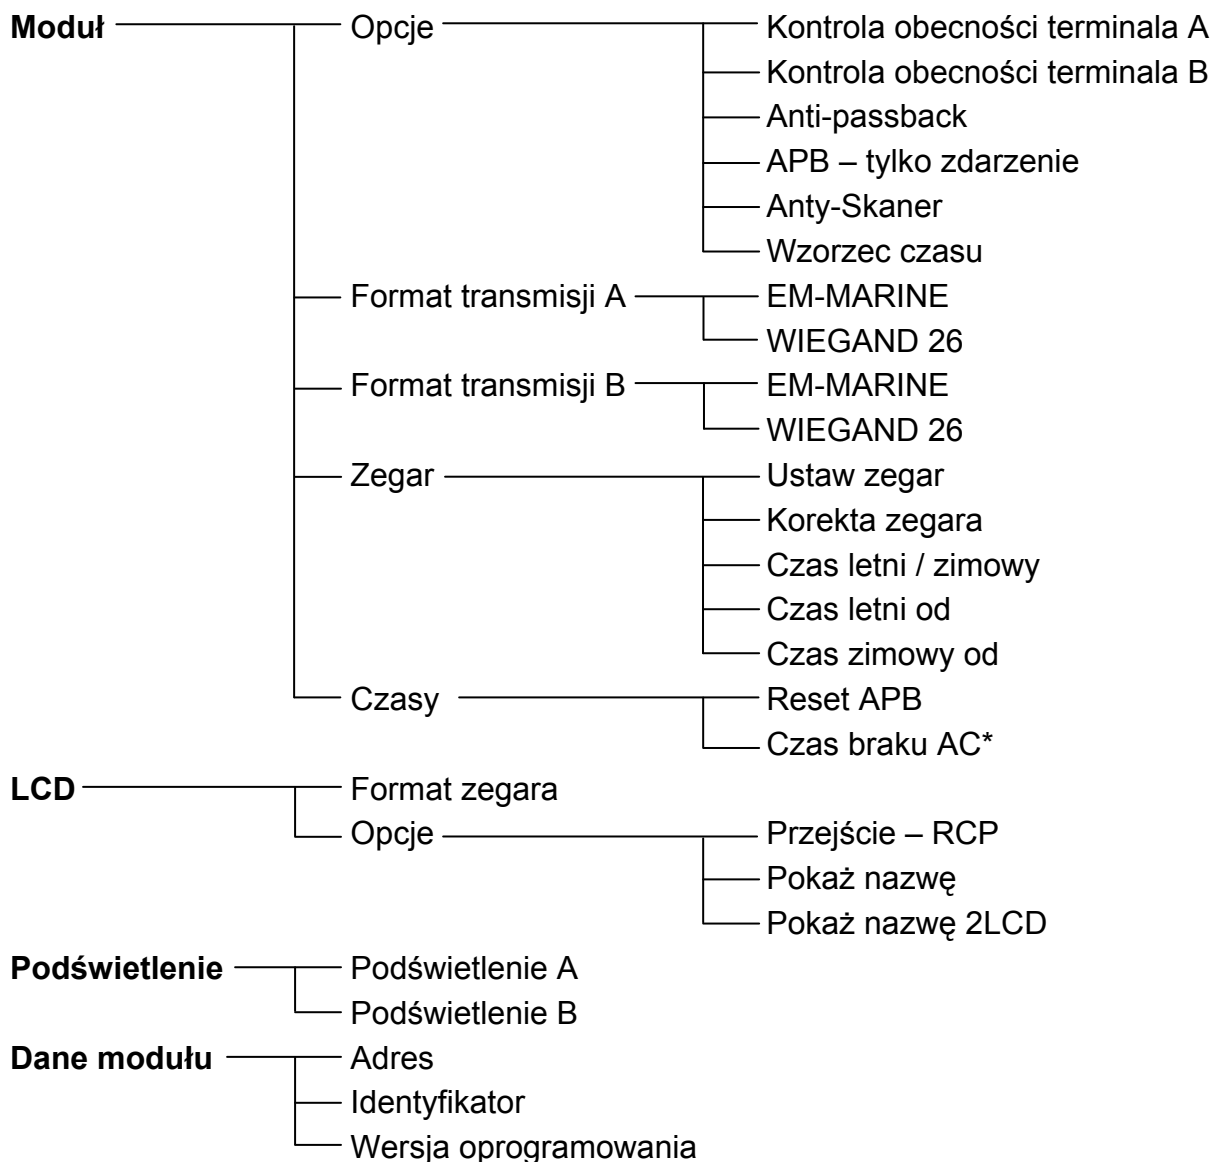 Moduł Opcje Kontrola obecności terminala A
Kontrola obecności terminala B
Anti-passback
APB – tylko zdarzenie
Anty-Skaner
Wzorzec czasu
Format transmisji A EM-MARINE
WIEGAND 26
Format transmisji B EM-MARINE
WIEGAND 26
Zegar Ustaw zegar
Korekta zegara
Czas letni / zimowy
Czas letni od
Czas zimowy od
Czasy Reset APB
Czas braku AC*
LCD Format zegara
Opcje Przejście – RCP
Pokaż nazwę
Pokaż nazwę 2LCD
Podświetlenie Podświetlenie A
Podświetlenie B
Dane modułu Adres
Identyfikator
Wersja oprogramowania